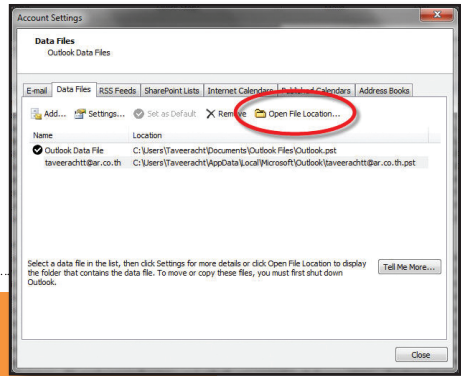 Account Settings
Data Files
Outlook Data Files
E-mail Data Files RSS Feeds SharePoint Lists Internet Calendars Published Calendars Address Books
Add... Settings... Set as Default Remove Open File Location...
Name Location
Outlook Data File C:\Users\Taveeracht\Documents\Outlook Files\Outlook.pst
taveerachtt@ar.co.th C:\Users\Taveeracht\AppData\Local\Microsoft\Outlook\taveerachtt@ar.co.th.pst
Select a data file in the list, then click Settings for more details or click Open File Location to display
the folder that contains the data file. To move or copy these files, you must first shut down
Outlook.
Tell Me More...
Close